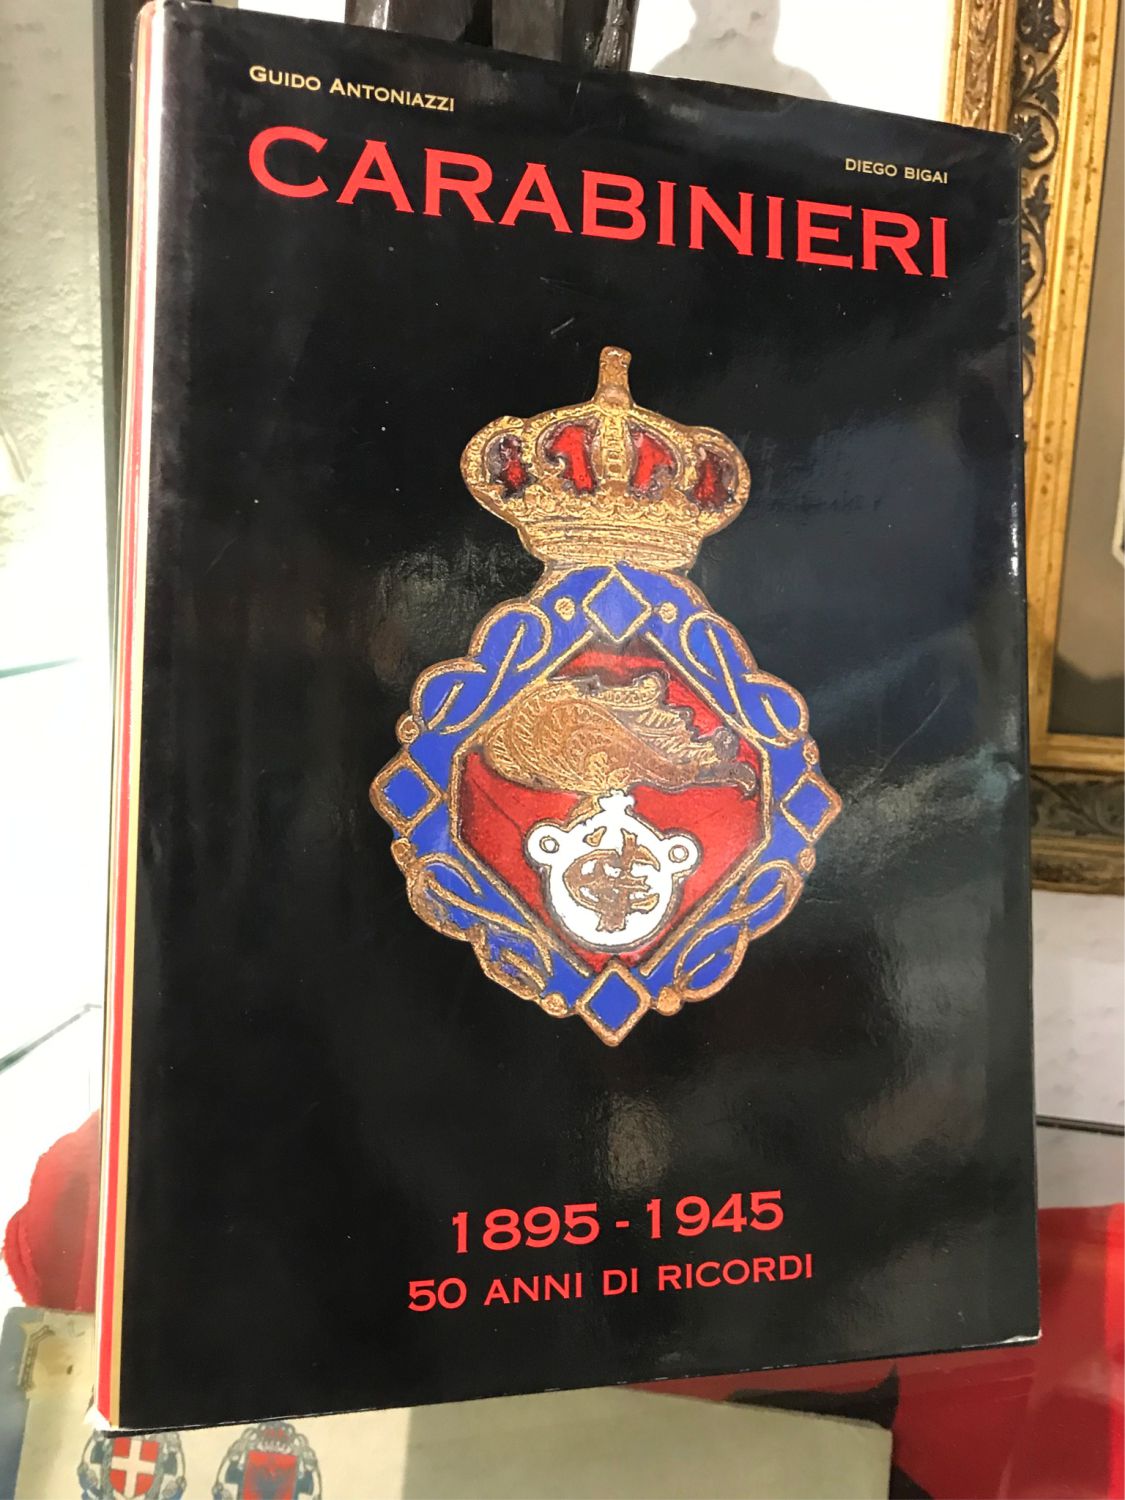 GUIDO ANTONIAZZI
DIEGO BIGAI
CARABINIERI
1895 - 1945
50 ANNI DI RICORDI